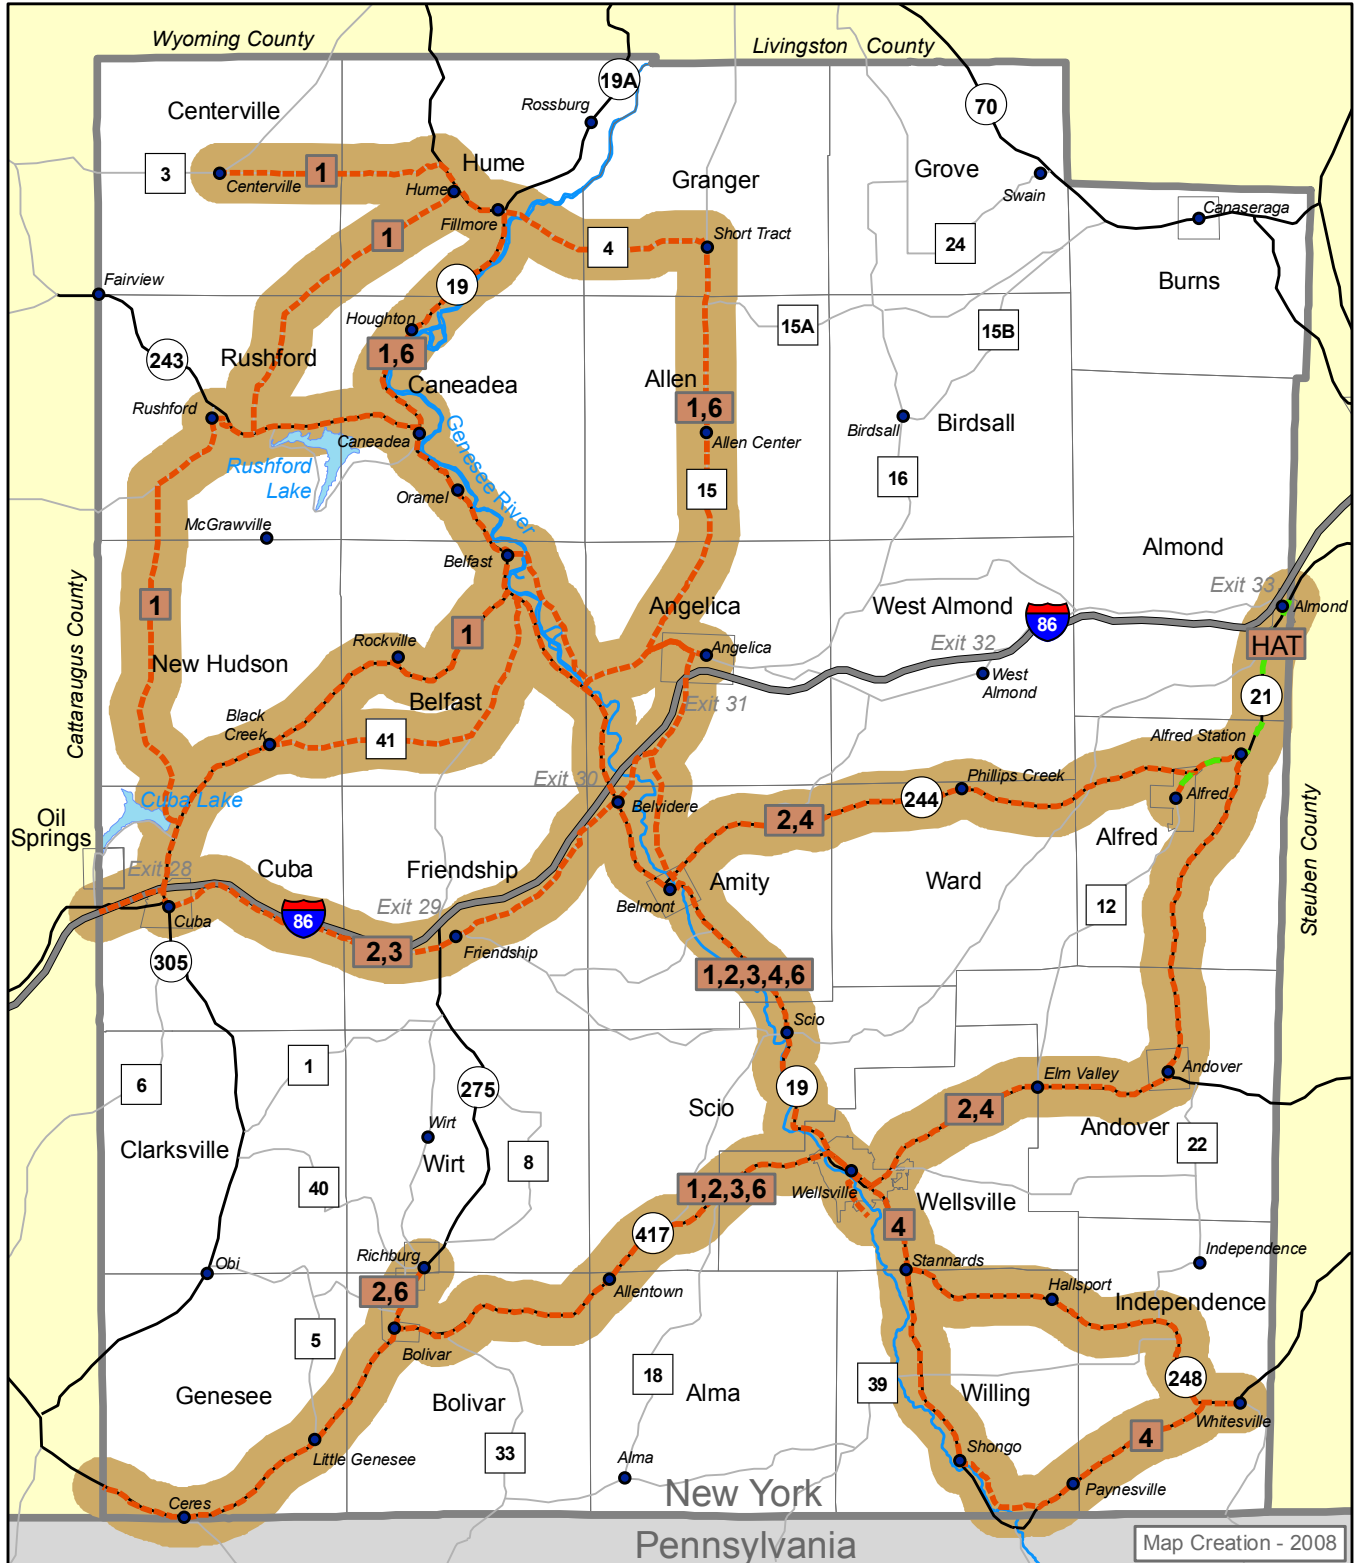 Wyoming County
Livingston County
19A
Rossburg
70
Centerville
Hume
Grove
Granger
3
Centerville
1
Hume
Swain
Fillmore
Canaseraga
1
4
Short Tract
24
Burns
Fairview
19
Houghton
15A
15B
243
Rushford
1,6
Caneadea
Allen
Rushford
1,6
Birdsall
Birdsall
Caneadea
Allen Center
Genesee River
Rushford
Lake
Oramel
15
16
McGrawville
Belfast
Almond
Exit 33
Almond
Cattaraugus County
1
Angelica
West Almond
86
1
Exit 32
HAT
Rockville
Angelica
New Hudson
West
Almond
Belfast
Exit 31
21
Black
Creek
41
Alfred Station
Exit 30
Phillips Creek
Cuba Lake
Belvidere
2,4
244
Alfred
Oil
Springs
Alfred
Exit 28
Cuba
Friendship
Amity
Ward
Steuben County
Belmont
Exit 29
12
Cuba
86
2,3
Friendship
305
1,2,3,4,6
Scio
6
1
275
19
Elm Valley
Andover
Scio
2,4
Wirt
Andover
Clarksville
Wirt
8
22
40
1,2,3,6
Wellsville
Wellsville
417
4
Richburg
Independence
Obi
Stannards
2,6
Allentown
Hallsport
Independence
5
Bolivar
18
39
248
Genesee
Bolivar
Alma
Willing
Whitesville
4
Little Genesee
33
Alma
Shongo
Paynesville
Ceres
New York
Pennsylvania
Map Creation - 2008